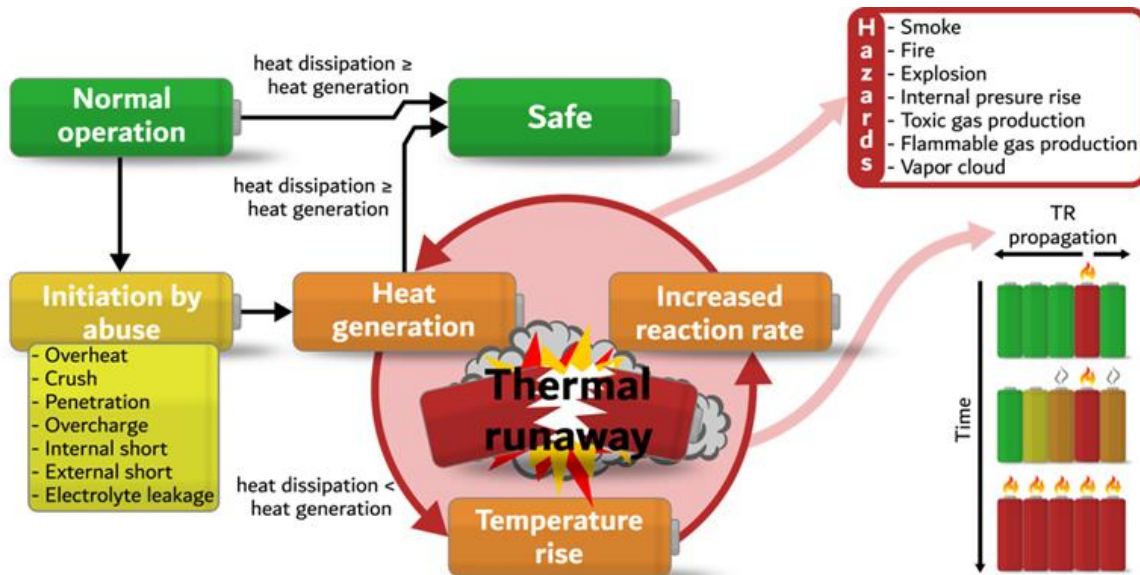 Normal
operation
heat dissipation ≥
heat generation
Safe
heat dissipation ≥
heat generation
Initiation by
abuse
- Overheat
- Crush
- Penetration
- Overcharge
- Internal short
- External short
- Electrolyte leakage
Heat
generation
Increased
reaction rate
Thermal
runaway
heat dissipation <
heat generation
Temperature
rise
Hazards
- Smoke
- Fire
- Explosion
- Internal presure rise
- Toxic gas production
- Flammable gas production
- Vapor cloud
TR
propagation
Time